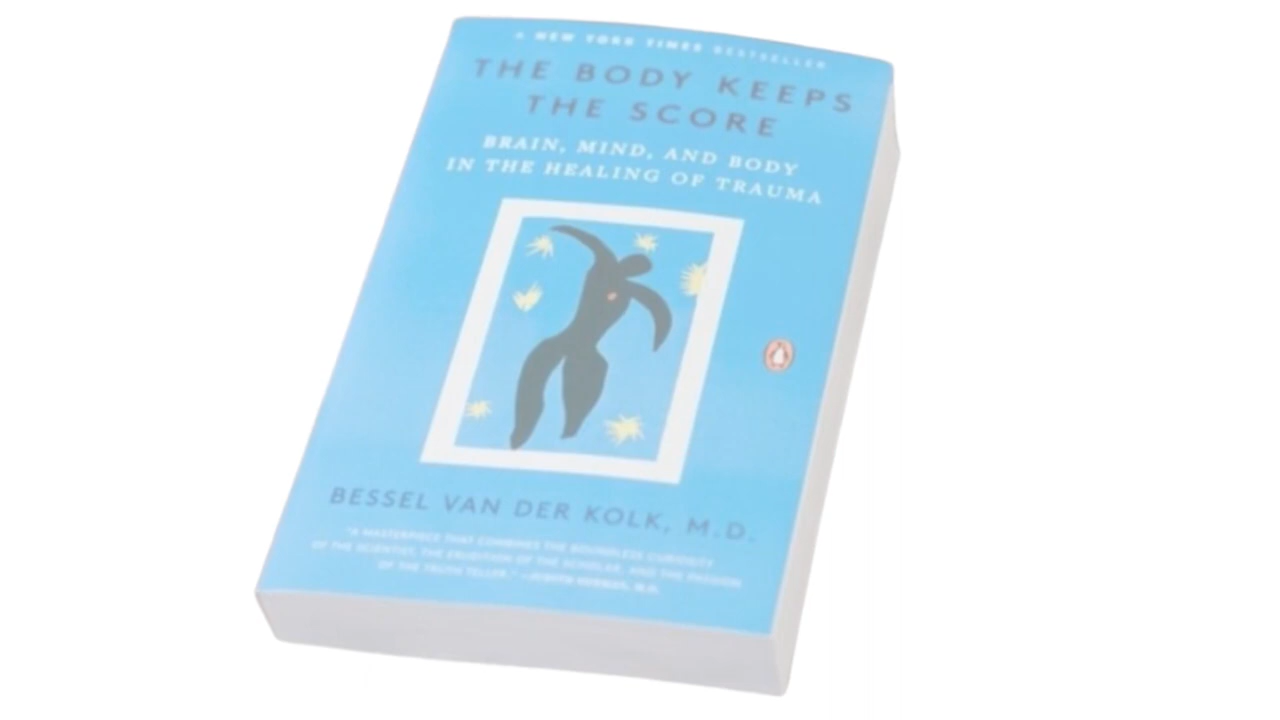 A NEW YORK TIMES BESTSELLER
THE BODY KEEPS
THE SCORE
BRAIN, MIND, AND BODY
IN THE HEALING OF TRAUMA
BESSEL VAN DER KOLK, M.D.
"A MASTERPIECE THAT COMBINES THE BOUNDLESS CURIOSITY
OF THE SCIENTIST, THE ERUDITION OF THE SCHOLAR, AND THE PASSION
OF THE TRUTH TELLER." —JUDITH HERMAN, M.D.